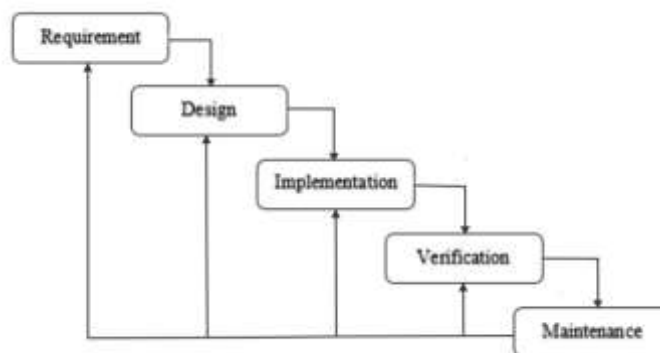 Requirement
Design
Implementation
Verification
Maintenance